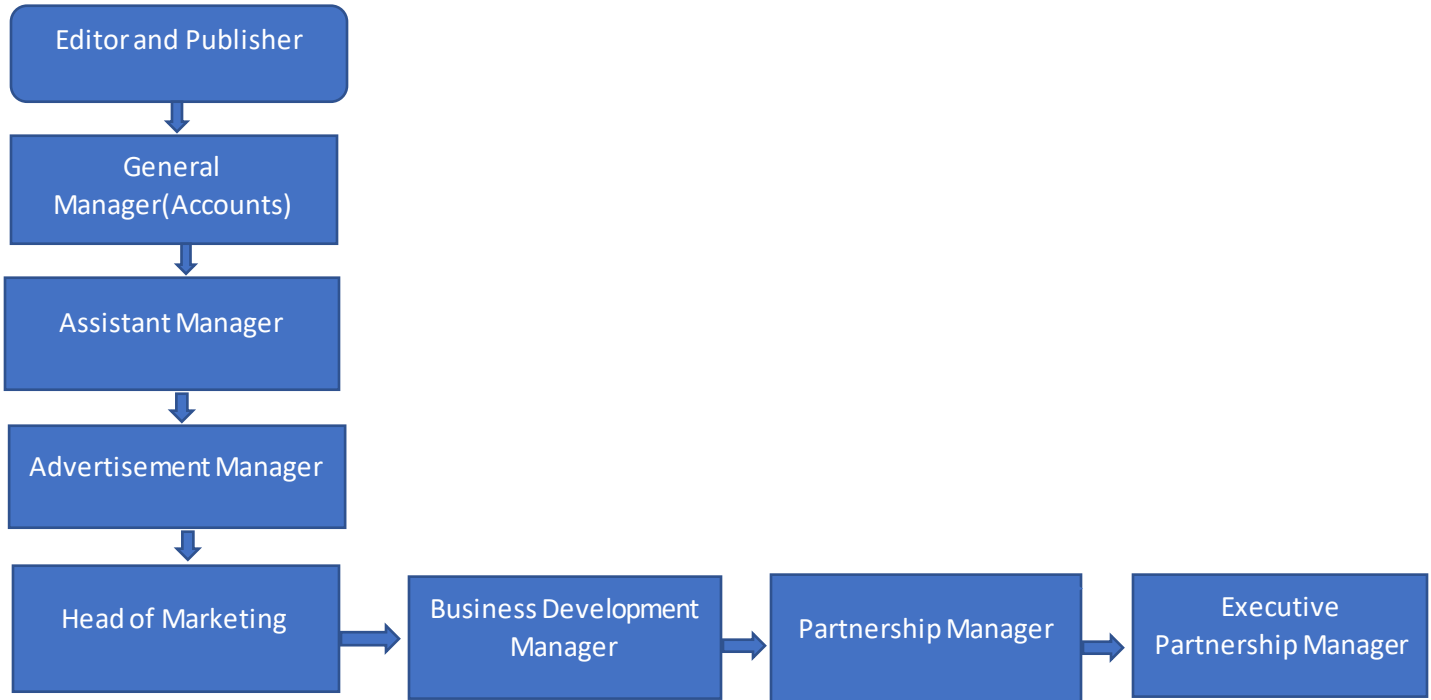 Editor and Publisher
General
Manager(Accounts)
Assistant Manager
Advertisement Manager
Head of Marketing
Business Development
Manager
Partnership Manager
Executive
Partnership Manager